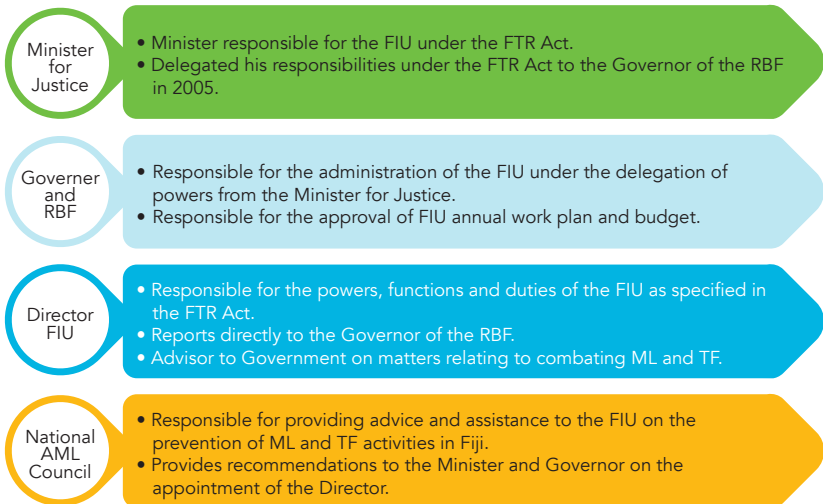 Minister
for
Justice
• Minister responsible for the FIU under the FTR Act.
• Delegated his responsibilities under the FTR Act to the Governor of the RBF
in 2005.
Governer
and
RBF
• Responsible for the administration of the FIU under the delegation of
powers from the Minister for Justice.
• Responsible for the approval of FIU annual work plan and budget.
Director
FIU
• Responsible for the powers, functions and duties of the FIU as specified in
the FTR Act.
• Reports directly to the Governor of the RBF.
• Advisor to Government on matters relating to combating ML and TF.
National
AML
Council
• Responsible for providing advice and assistance to the FIU on the
prevention of ML and TF activities in Fiji.
• Provides recommendations to the Minister and Governor on the
appointment of the Director.